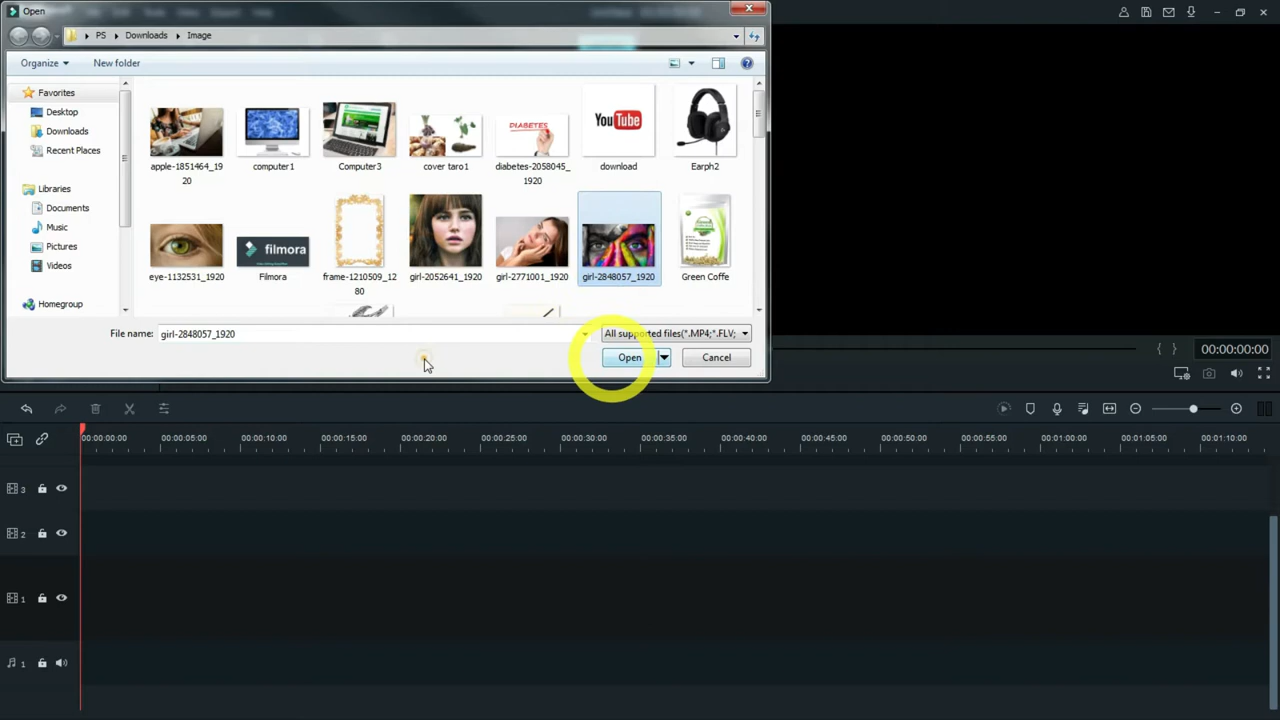 Open
PS Downloads Image
Organize New folder
Favorites
Desktop
Downloads
Recent Places
Libraries
Documents
Music
Pictures
Videos
Homegroup
DIABETES
YouTube
apple-1851464_19
20
computer1
Computer3
cover taro1
diabetes-2058045_
1920
download
Earph2
filmora
eye-1132531_1920
Filmora
frame-1210509_12
80
girl-2052641_1920
girl-2771001_1920
girl-2848057_1920
Green Coffe
File name: girl-2848057_1920 All supported files(*.MP4;*.FLV;
Open Cancel
00:00:00:00
00:00:00:00 00:00:05:00 00:00:10:00 00:00:15:00 00:00:20:00 00:00:25:00 00:00:30:00 00:00:35:00 00:00:40:00 00:00:45:00 00:00:50:00 00:00:55:00 00:01:00:00 00:01:05:00 00:01:10:00
3
2
1
1